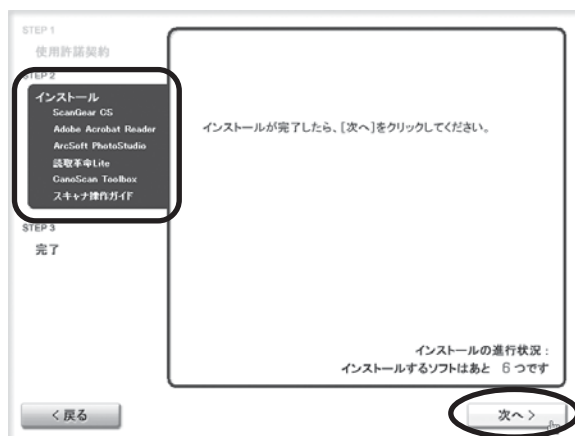 STEP 1
使用許諾契約
STEP 2
インストール
ScanGear CS
Adobe Acrobat Reader
ArcSoft PhotoStudio
読取革命Lite
CanoScan Toolbox
スキャナ操作ガイド
STEP 3
完了
インストールが完了したら、[次へ]をクリックしてください。
インストールの進行状況：
インストールするソフトはあと 6 つです
＜戻る
次へ＞